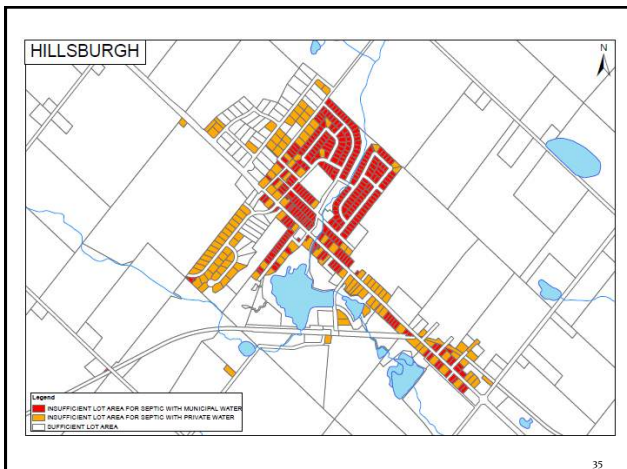 HILLSBURGH
N
Legend
INSUFFICIENT LOT AREA FOR SEPTIC WITH MUNICIPAL WATER
INSUFFICIENT LOT AREA FOR SEPTIC WITH PRIVATE WATER
SUFFICIENT LOT AREA
35